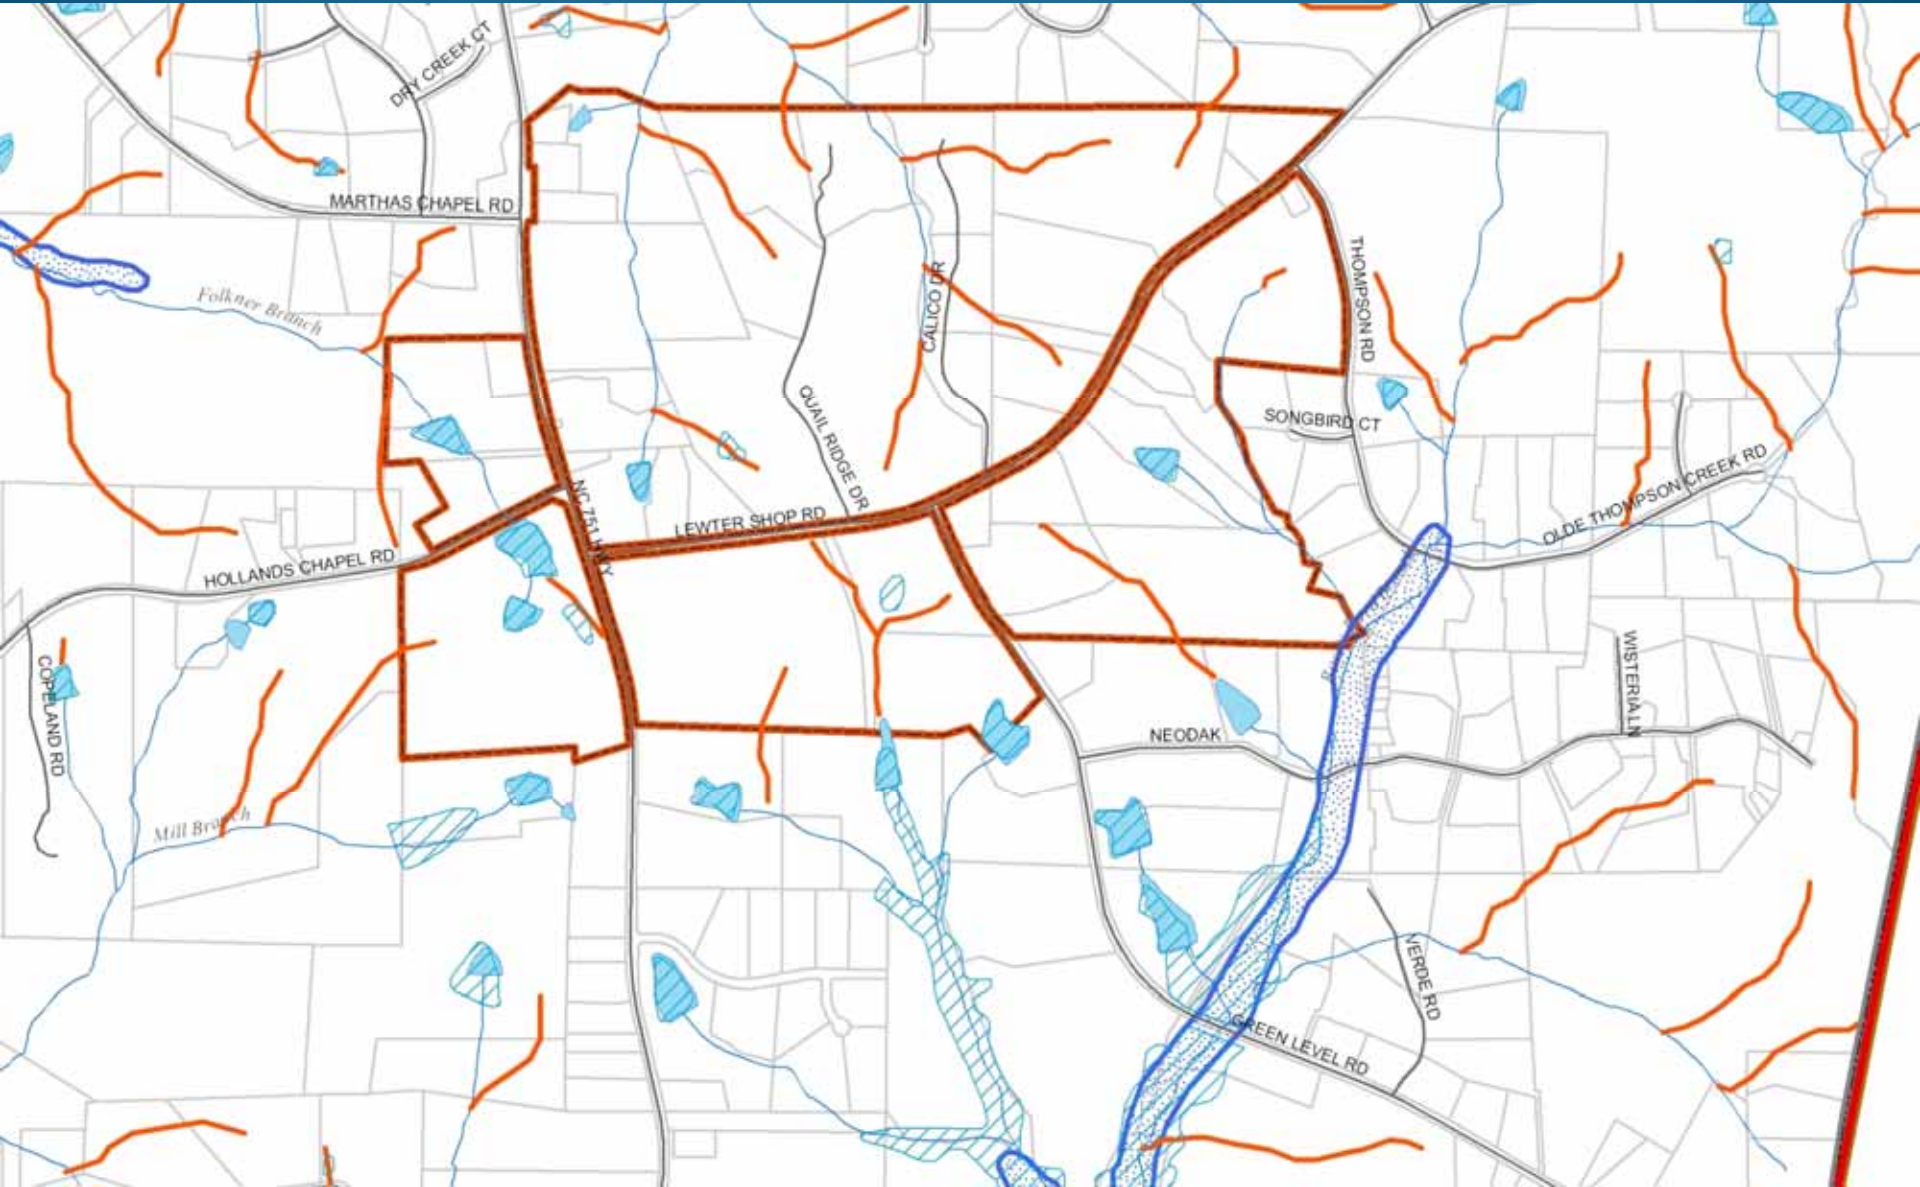 DRY CREEK CT
MARTHAS CHAPEL RD
Folkner Branch
THOMPSON RD
CALICO DR
QUAIL RIDGE DR
SONGBIRD CT
OLDE THOMPSON CREEK RD
NC 751 HWY
LEWTER SHOP RD
HOLLANDS CHAPEL RD
COPELAND RD
WISTERIA LN
NEODAK
Mill Branch
VERDE RD
GREEN LEVEL RD